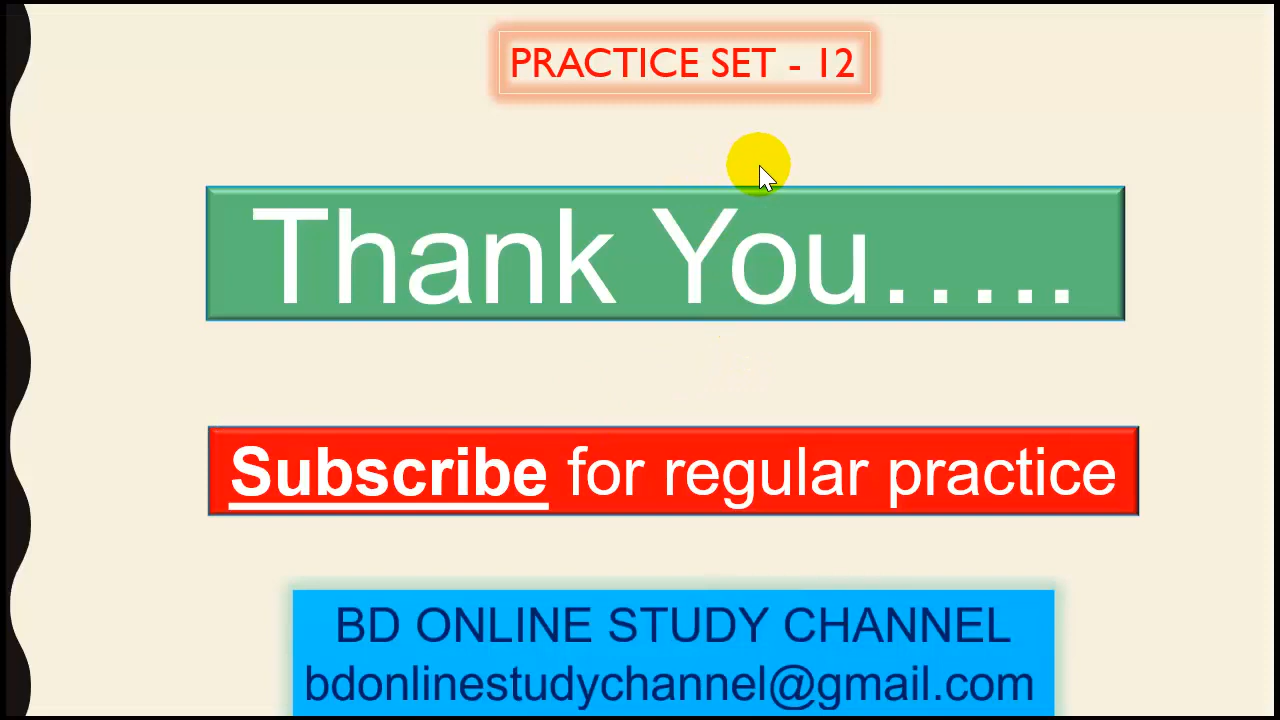 PRACTICE SET - 12
Thank You.....
Subscribe for regular practice
BD ONLINE STUDY CHANNEL
bdonlinestudychannel@gmail.com